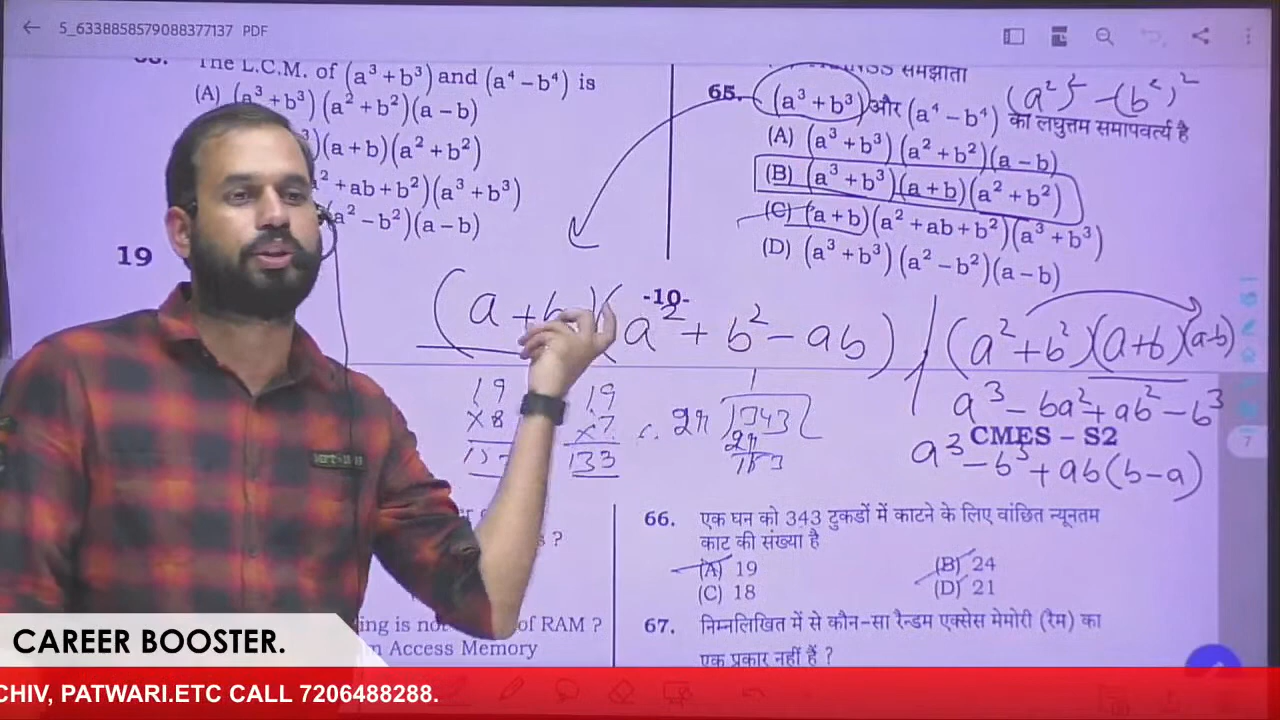 5_6338858579088377137 PDF
The L.C.M. of (a³ + b³) and (a⁴ – b⁴) is
(A) (a³ + b³) (a² + b²) (a – b)
³) (a + b) (a² + b²)
a² + ab + b²) (a³ + b³)
(a² – b²) (a – b)
19
समझौता
65. (a³ + b³) और (a⁴ – b⁴) का लघुत्तम समापवर्त्य है
(a²)² – (b²)²
(A) (a³ + b³) (a² + b²) (a – b)
(B) (a³ + b³) (a + b) (a² + b²)
(C) (a + b) (a² + ab + b²) (a³ + b³)
(D) (a³ + b³) (a² – b²) (a – b)
-10-
(a + b)(a² + b² – ab) / (a² + b²)(a+b)(a-b)
a³ – ba² + ab² – b³
a³ – b³ + ab(b – a)
19
×8
19
×7
133
1
343
CMES – S2
7
66. एक घन को 343 टुकडों में काटने के लिए वांछित न्यूनतम
काट की संख्या है
(A) 19 (B) 24
(C) 18 (D) 21
s ?
ing is not of RAM ?
Access Memory
67. निम्नलिखित में से कौन-सा रैन्डम एक्सेस मेमोरी (रैम) का
एक प्रकार नहीं है ?
CAREER BOOSTER.
CHIV, PATWARI.ETC CALL 7206488288.